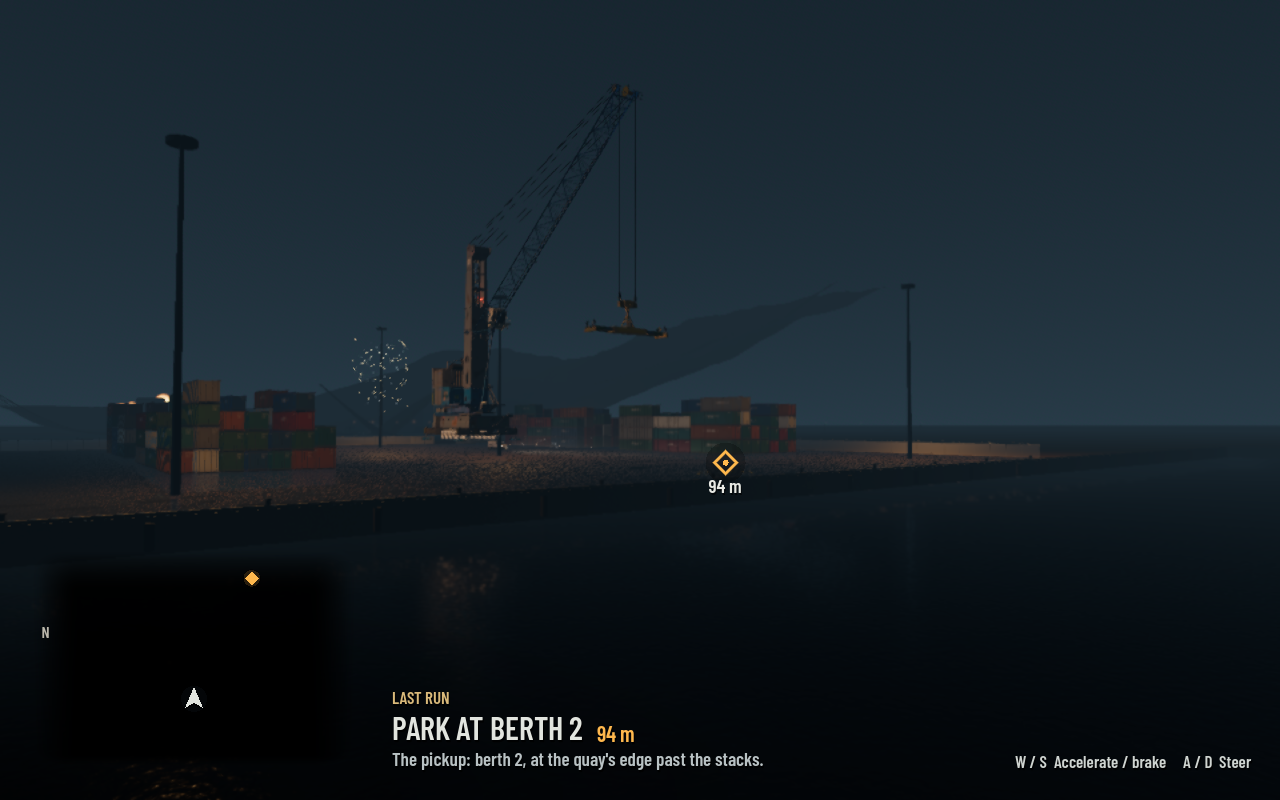 94 m
N
LAST RUN
PARK AT BERTH 2 94 m
The pickup: berth 2, at the quay's edge past the stacks.
W / S Accelerate / brake A / D Steer